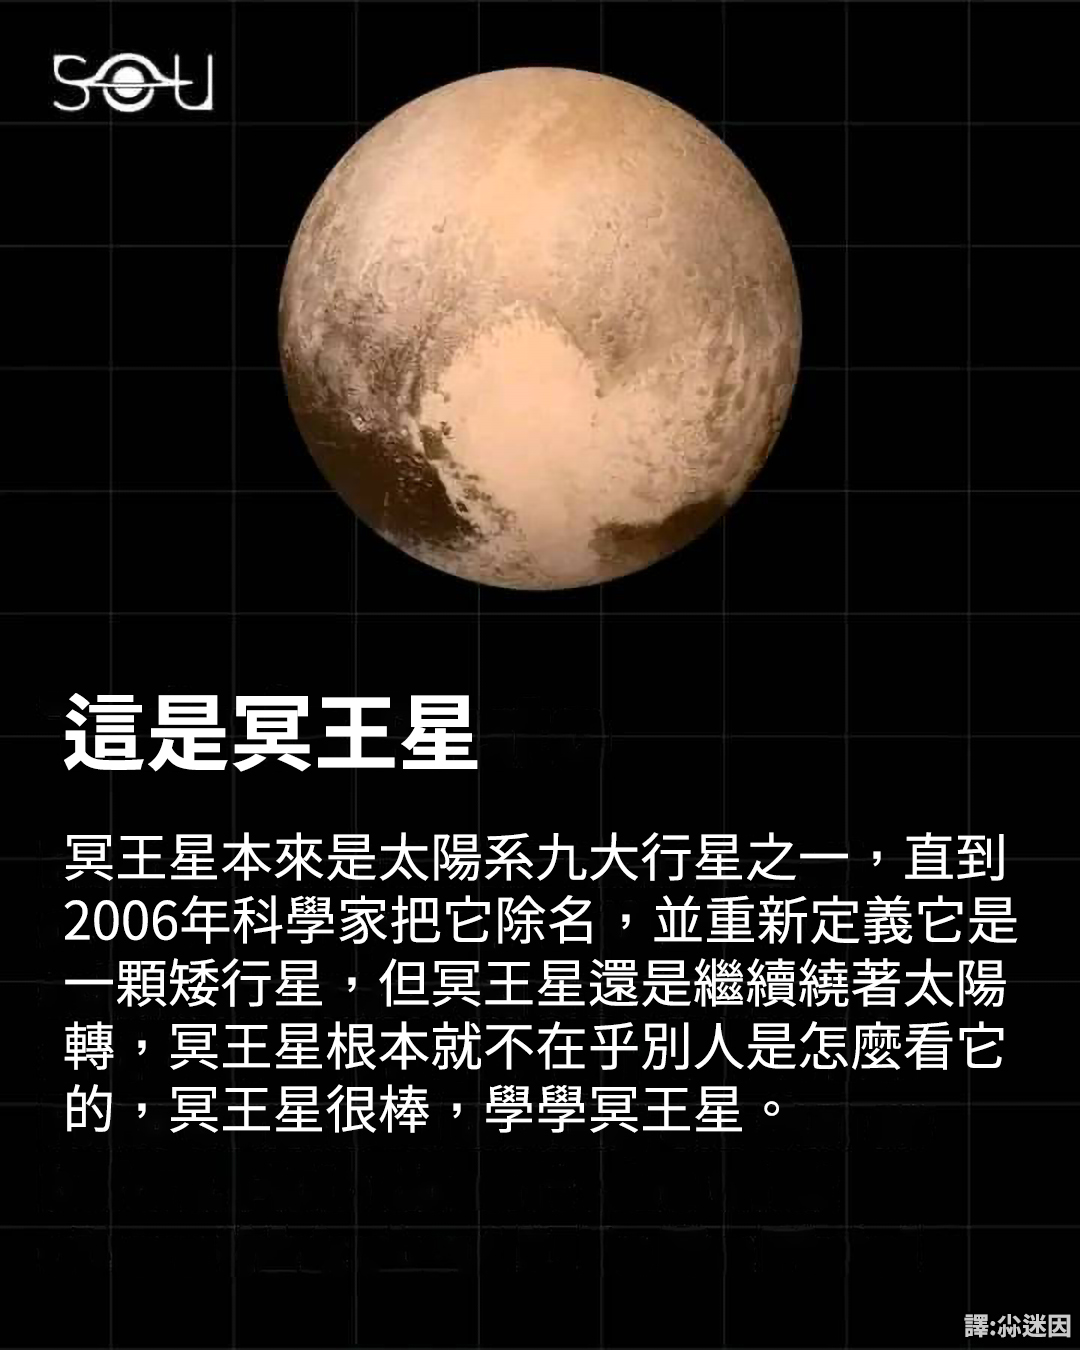 SOU
這是冥王星
冥王星本來是太陽系九大行星之一，直到
2006年科學家把它除名，並重新定義它是
一顆矮行星，但冥王星還是繼續繞著太陽
轉，冥王星根本就不在乎別人是怎麼看它
的，冥王星很棒，學學冥王星。
譯:尛迷因